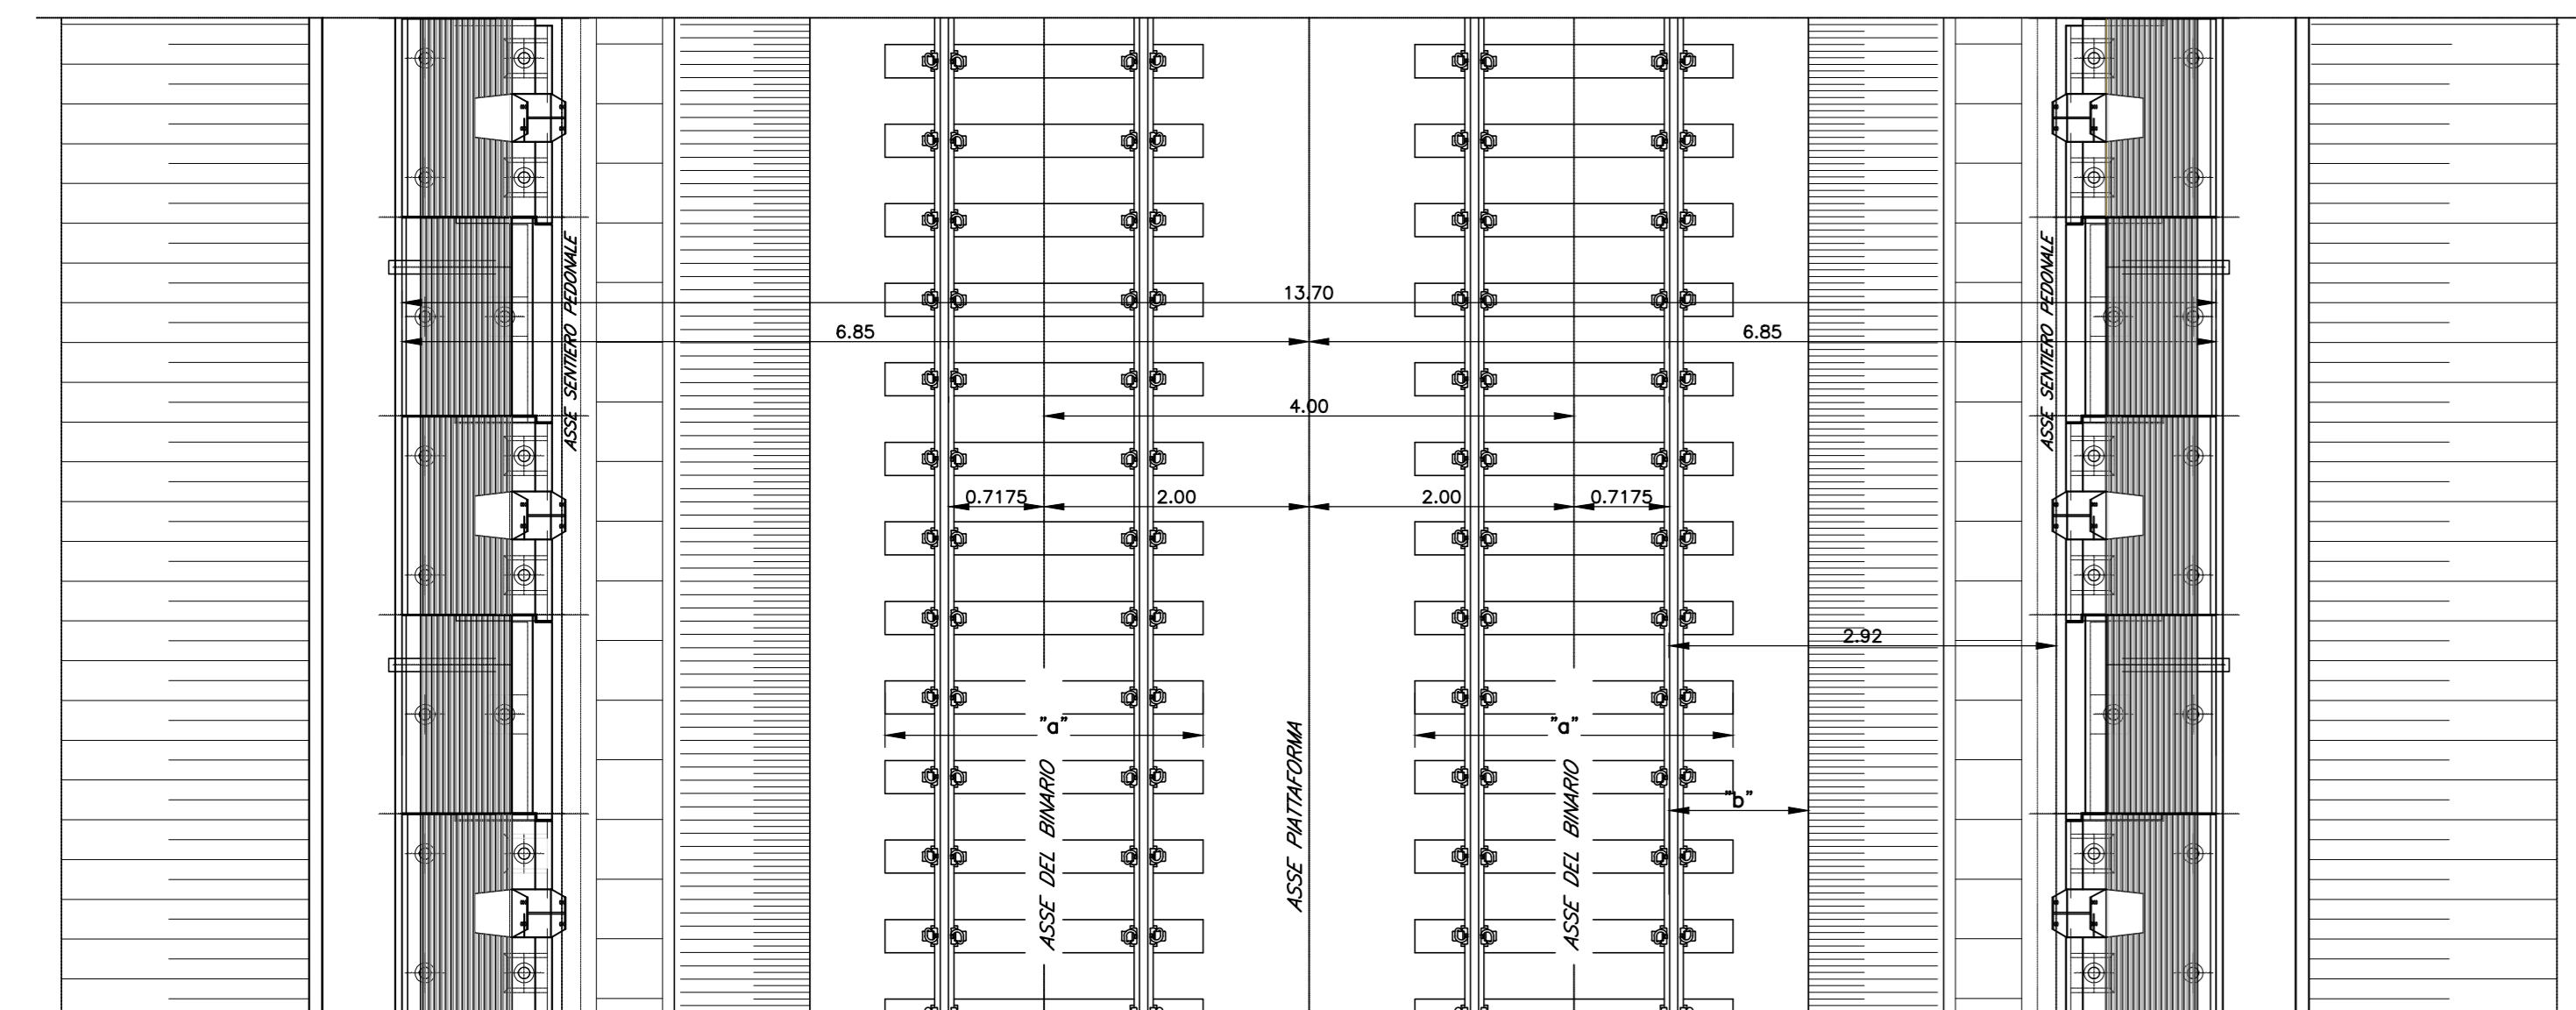 ASSE SENTIERO PEDONALE
ASSE SENTIERO PEDONALE
13.70
6.85
6.85
4.00
0.7175
2.00
2.00
0.7175
2.92
"a"
"a"
"b"
ASSE DEL BINARIO
ASSE PIATTAFORMA
ASSE DEL BINARIO